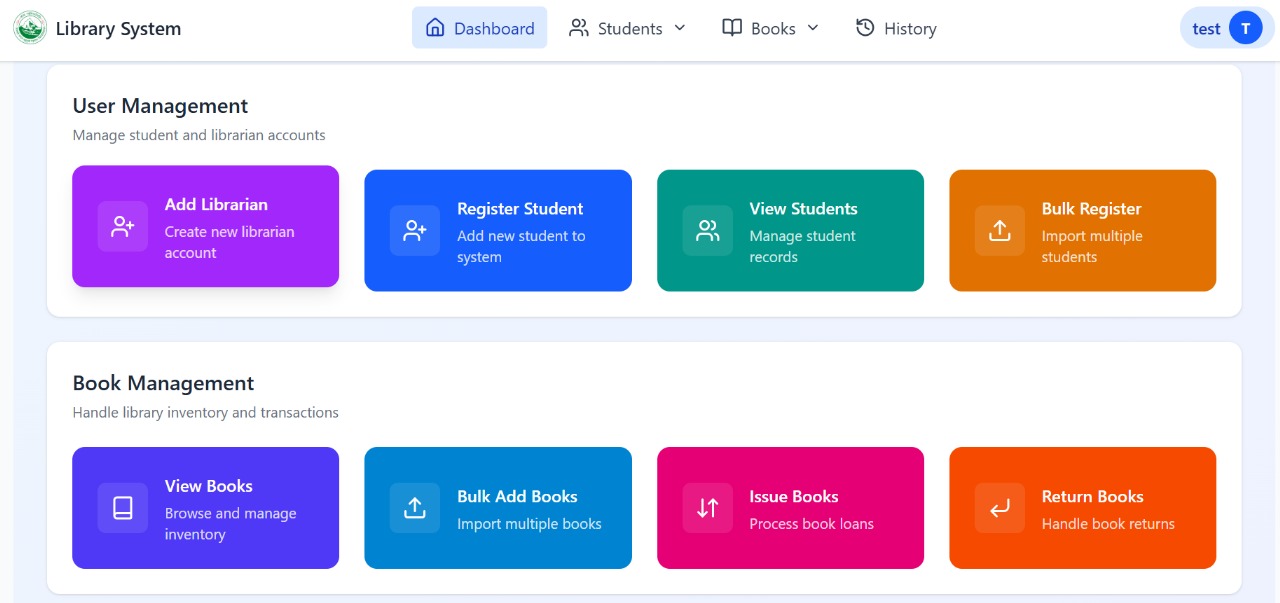 Library System
Dashboard
Students
Books
History
test
T
User Management
Manage student and librarian accounts
Add Librarian
Create new librarian
account
Register Student
Add new student to
system
View Students
Manage student
records
Bulk Register
Import multiple
students
Book Management
Handle library inventory and transactions
View Books
Browse and manage
inventory
Bulk Add Books
Import multiple books
Issue Books
Process book loans
Return Books
Handle book returns